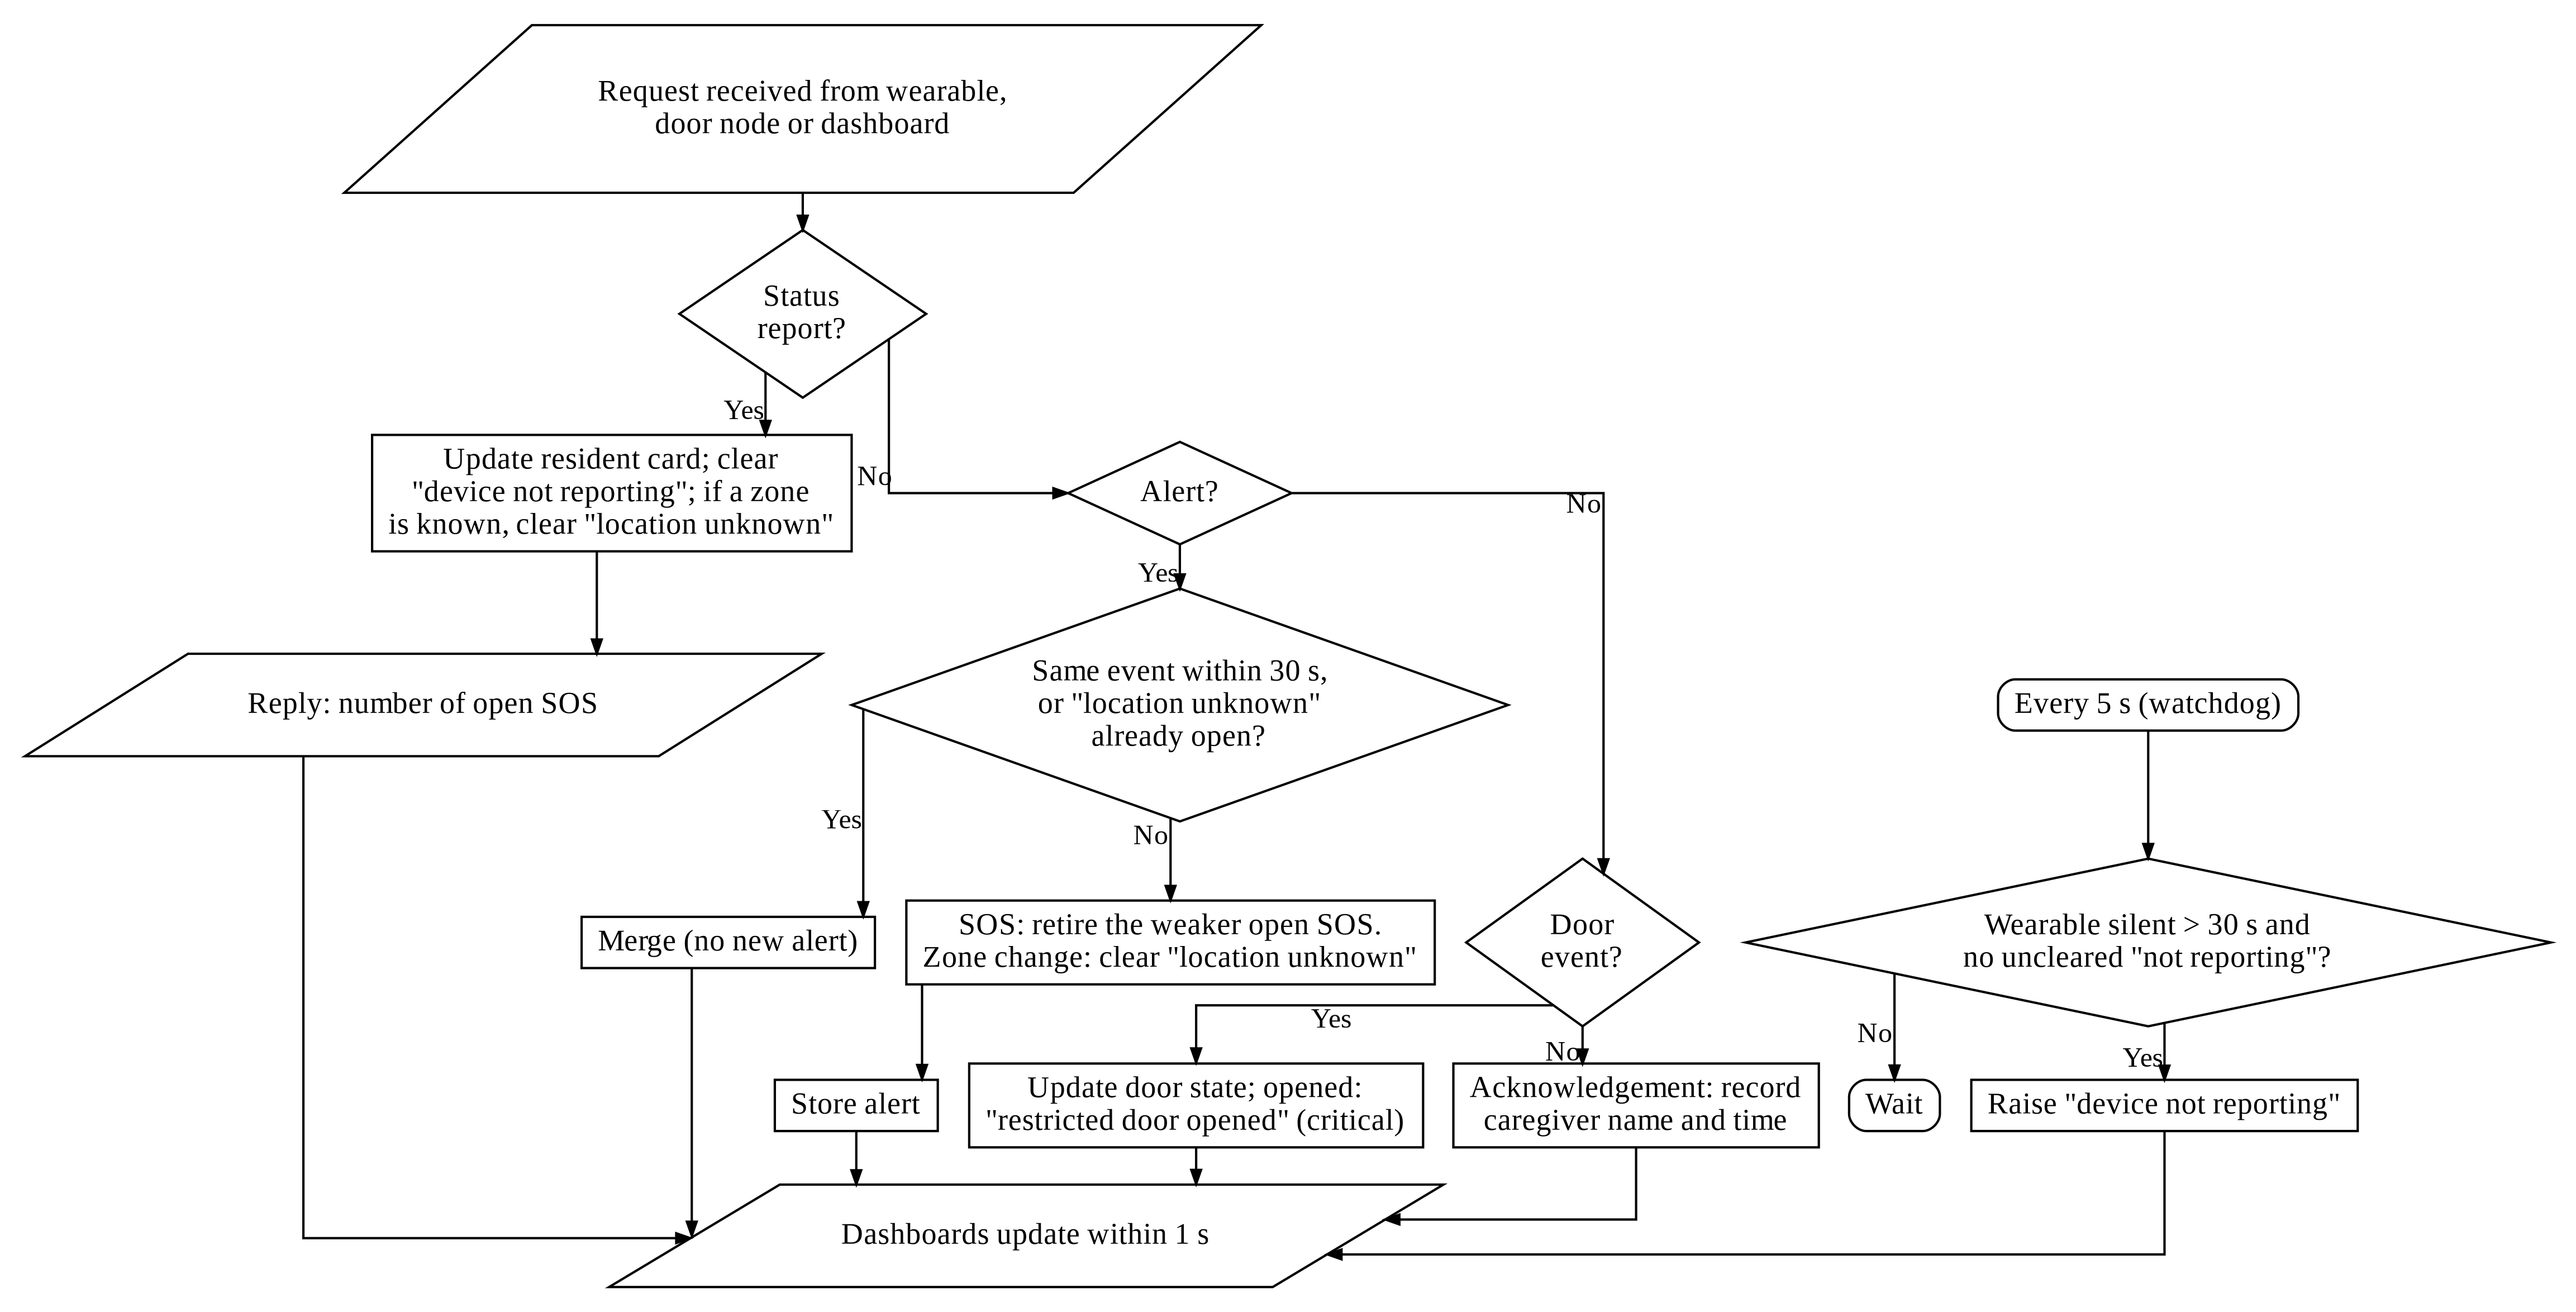 Request received from wearable,
door node or dashboard
Status
report?
Yes
No
Update resident card; clear
"device not reporting"; if a zone
is known, clear "location unknown"
Alert?
No
Yes
Reply: number of open SOS
Same event within 30 s,
or "location unknown"
already open?
Every 5 s (watchdog)
Yes
No
Merge (no new alert)
SOS: retire the weaker open SOS.
Zone change: clear "location unknown"
Door
event?
Wearable silent > 30 s and
no uncleared "not reporting"?
Yes
No
No
Yes
Store alert
Update door state; opened:
"restricted door opened" (critical)
Acknowledgement: record
caregiver name and time
Wait
Raise "device not reporting"
Dashboards update within 1 s